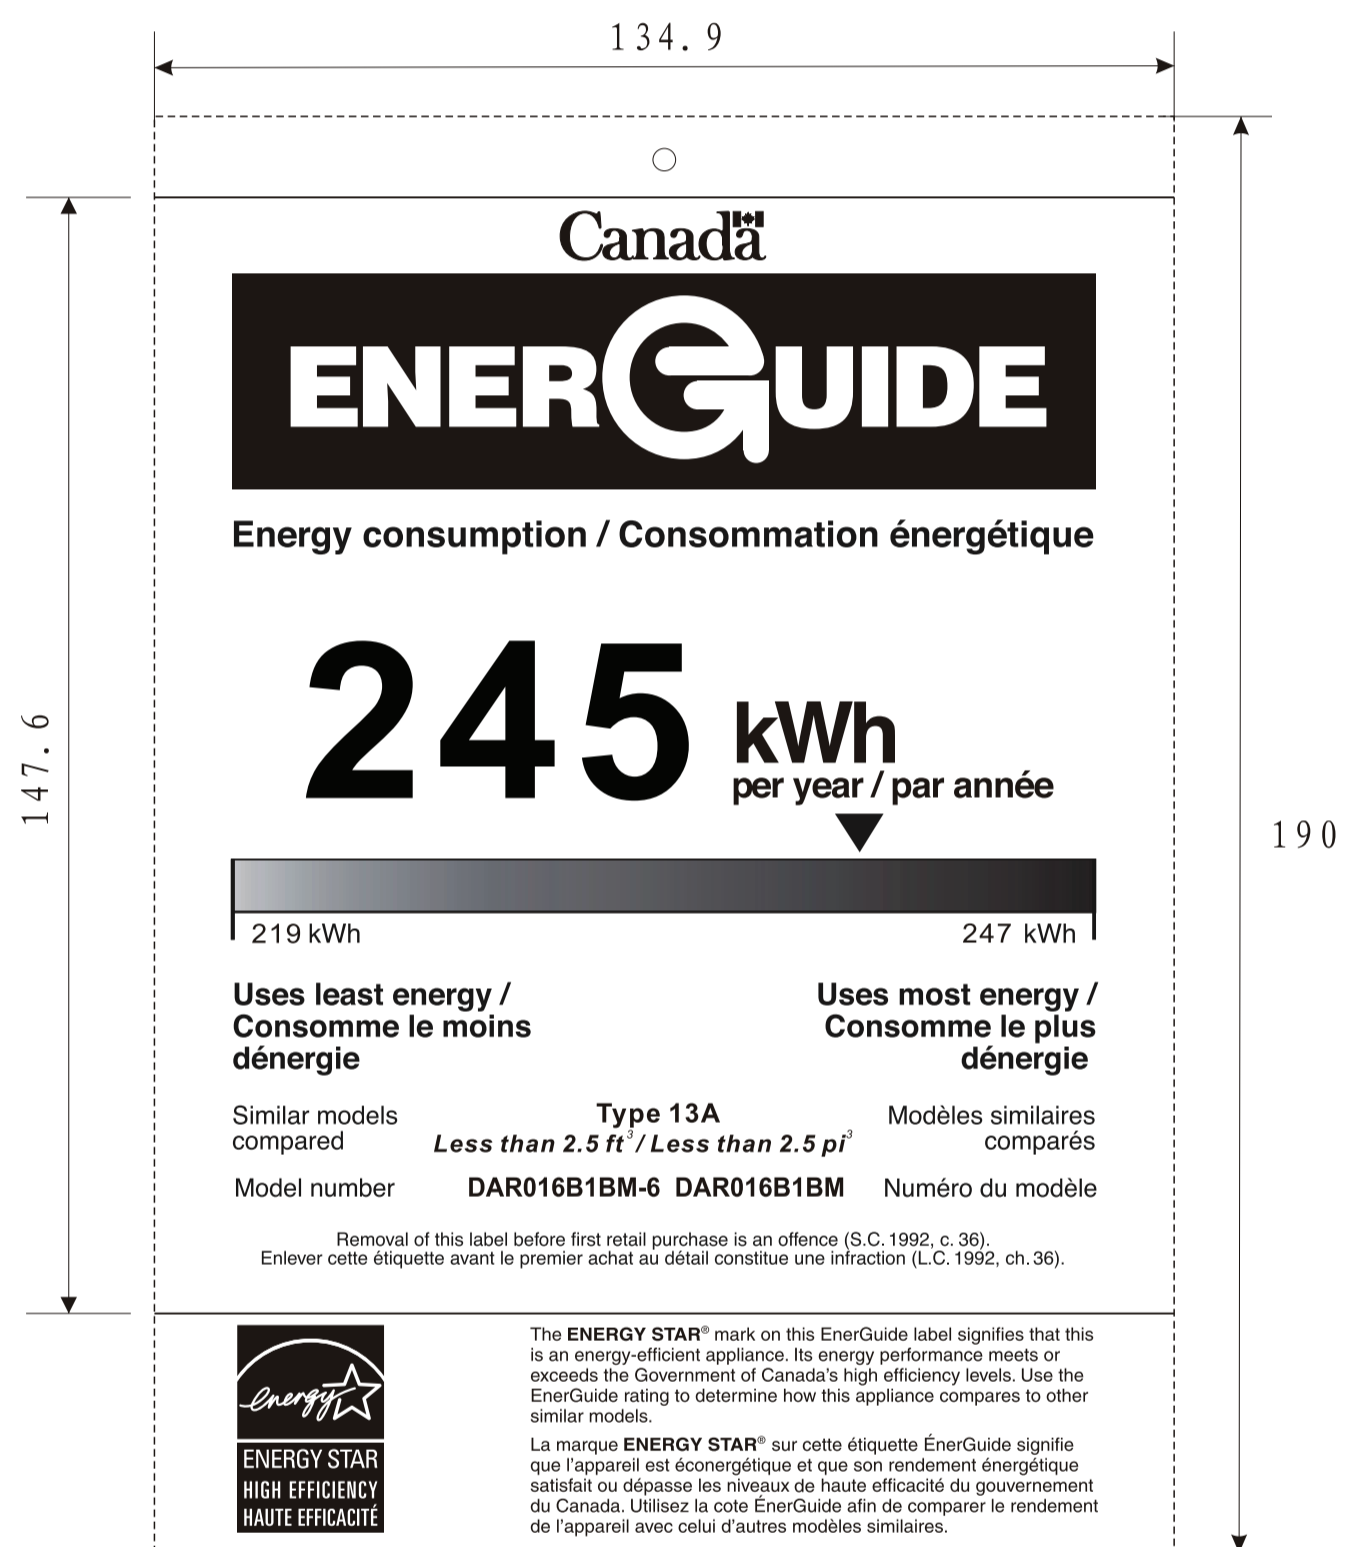 134.9
Canada
ENERGUIDE
Energy consumption / Consommation énergétique
245 kWh
per year / par année
219 kWh 247 kWh
Uses least energy / Uses most energy /
Consomme le moins Consomme le plus
dénergie dénergie
Similar models Type 13A Modèles similaires
compared Less than 2.5 ft³ / Less than 2.5 pi³ comparés
Model number DAR016B1BM-6 DAR016B1BM Numéro du modèle
Removal of this label before first retail purchase is an offence (S.C. 1992, c. 36).
Enlever cette étiquette avant le premier achat au détail constitue une infraction (L.C. 1992, ch. 36).
147.6
190
energy
ENERGY STAR
HIGH EFFICIENCY
HAUTE EFFICACITÉ
The ENERGY STAR® mark on this EnerGuide label signifies that this
is an energy-efficient appliance. Its energy performance meets or
exceeds the Government of Canada's high efficiency levels. Use the
EnerGuide rating to determine how this appliance compares to other
similar models.
La marque ENERGY STAR® sur cette étiquette ÉnerGuide signifie
que l'appareil est éconergétique et que son rendement énergétique
satisfait ou dépasse les niveaux de haute efficacité du gouvernement
du Canada. Utilisez la cote ÉnerGuide afin de comparer le rendement
de l'appareil avec celui d'autres modèles similaires.